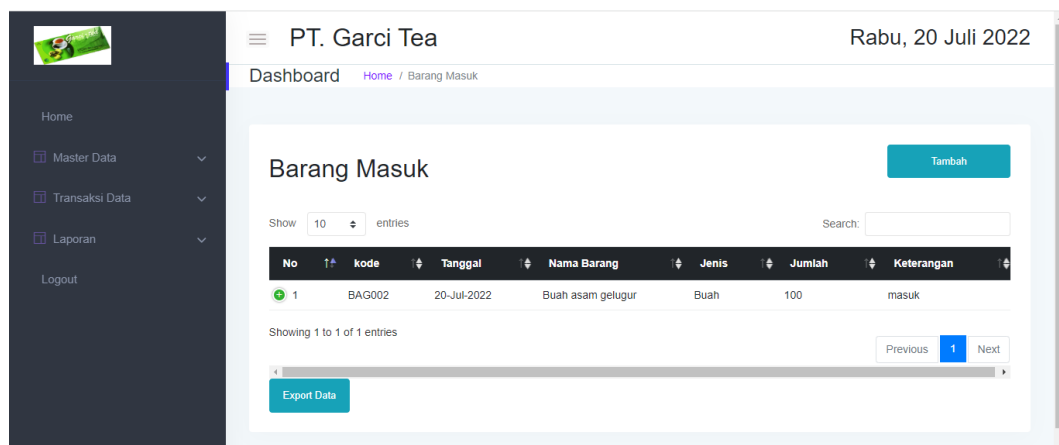 PT. Garci Tea
Rabu, 20 Juli 2022
Dashboard Home / Barang Masuk
Home
Master Data
Transaksi Data
Laporan
Logout
Barang Masuk
Tambah
Show 10 entries
Search:
No kode Tanggal Nama Barang Jenis Jumlah Keterangan
1 BAG002 20-Jul-2022 Buah asam gelugur Buah 100 masuk
Showing 1 to 1 of 1 entries
Previous 1 Next
Export Data